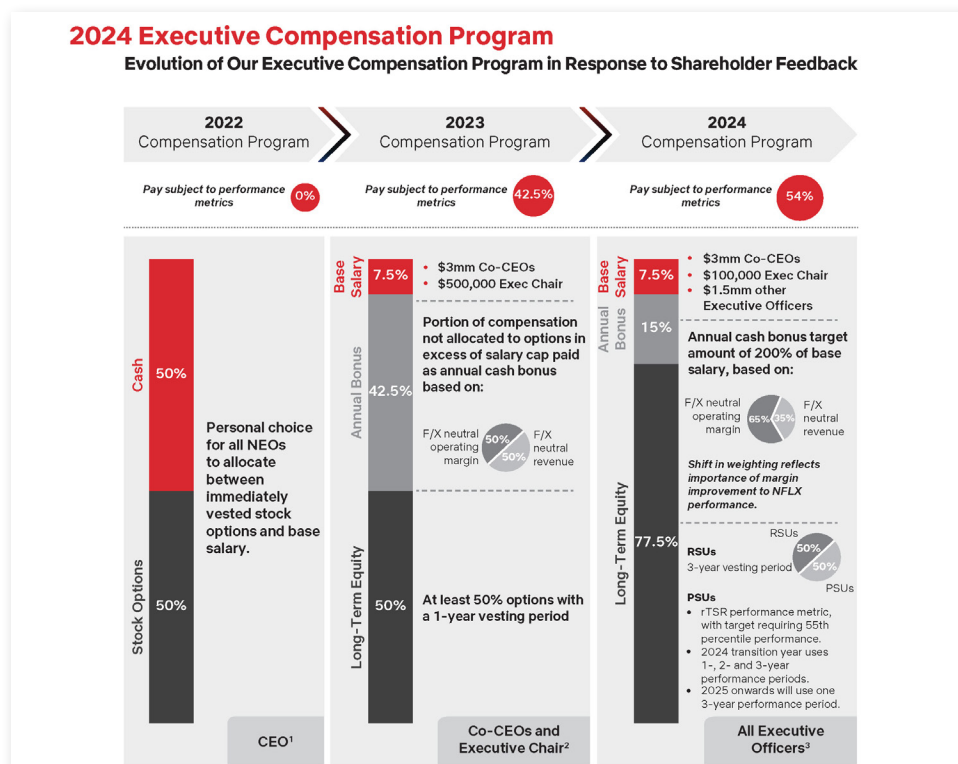 2024 Executive Compensation Program
Evolution of Our Executive Compensation Program in Response to Shareholder Feedback
2022
Compensation Program
2023
Compensation Program
2024
Compensation Program
Pay subject to performance
metrics
0%
Pay subject to performance
metrics
42.5%
Pay subject to performance
metrics
54%
Cash
50%
Stock Options
50%
Personal choice
for all NEOs
to allocate
between
immediately
vested stock
options and base
salary.
CEO¹
Base
Salary
7.5%
• $3mm Co-CEOs
• $500,000 Exec Chair
Annual Bonus
42.5%
Portion of compensation
not allocated to options in
excess of salary cap paid
as annual cash bonus
based on:
F/X neutral
operating
margin
50%
50%
F/X
neutral
revenue
Long-Term Equity
50%
At least 50% options with
a 1-year vesting period
Co-CEOs and
Executive Chair²
Base
Salary
7.5%
• $3mm Co-CEOs
• $100,000 Exec Chair
• $1.5mm other
Executive Officers
Annual
Bonus
15%
Annual cash bonus target
amount of 200% of base
salary, based on:
F/X neutral
operating
margin
65%
35%
F/X
neutral
revenue
Shift in weighting reflects
importance of margin
improvement to NFLX
performance.
Long-Term Equity
77.5%
RSUs
RSUs
3-year vesting period
50%
50%
PSUs
PSUs
• rTSR performance metric,
with target requiring 55th
percentile performance.
• 2024 transition year uses
1-, 2- and 3-year
performance periods.
• 2025 onwards will use one
3-year performance period.
All Executive
Officers³